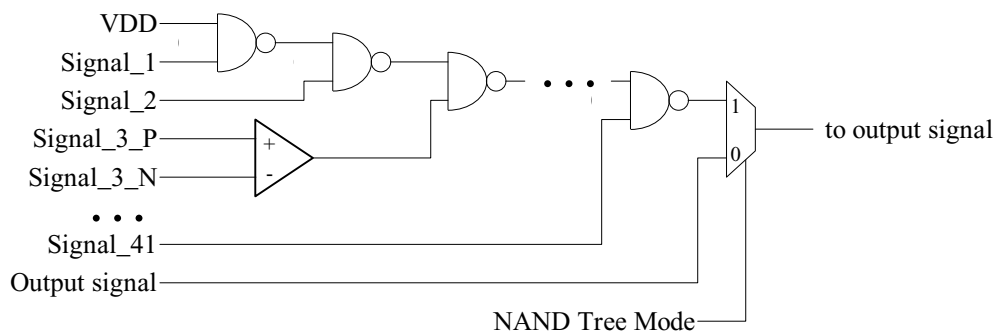 VDD
Signal_1
Signal_2
Signal_3_P
+
Signal_3_N
-
• • •
• • •
Signal_41
Output signal
1
0
to output signal
NAND Tree Mode